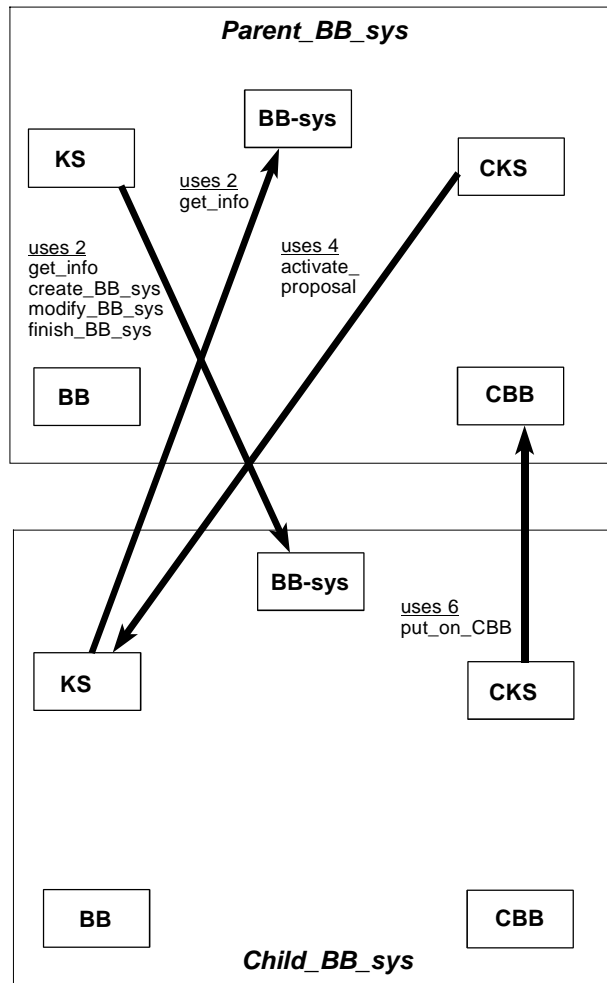 Parent_BB_sys
BB-sys
KS
CKS
uses 2
get_info
uses 2
get_info
create_BB_sys
modify_BB_sys
finish_BB_sys
uses 4
activate_
proposal
BB
CBB
BB-sys
uses 6
put_on_CBB
KS
CKS
BB
CBB
Child_BB_sys